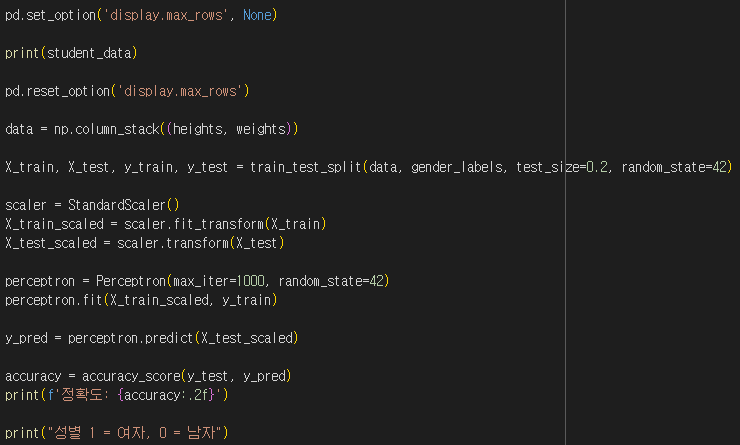 pd.set_option('display.max_rows', None)
print(student_data)
pd.reset_option('display.max_rows')
data = np.column_stack((heights, weights))
X_train, X_test, y_train, y_test = train_test_split(data, gender_labels, test_size=0.2, random_state=42)
scaler = StandardScaler()
X_train_scaled = scaler.fit_transform(X_train)
X_test_scaled = scaler.transform(X_test)
perceptron = Perceptron(max_iter=1000, random_state=42)
perceptron.fit(X_train_scaled, y_train)
y_pred = perceptron.predict(X_test_scaled)
accuracy = accuracy_score(y_test, y_pred)
print(f'정확도: {accuracy:.2f}')
print("성별 1 = 여자, 0 = 남자")